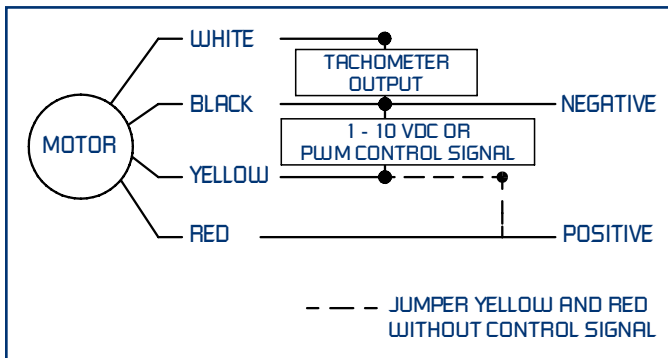 WHITE
TACHOMETER
OUTPUT
BLACK
NEGATIVE
MOTOR
1 - 10 VDC OR
PWM CONTROL SIGNAL
YELLOW
RED
POSITIVE
JUMPER YELLOW AND RED
WITHOUT CONTROL SIGNAL